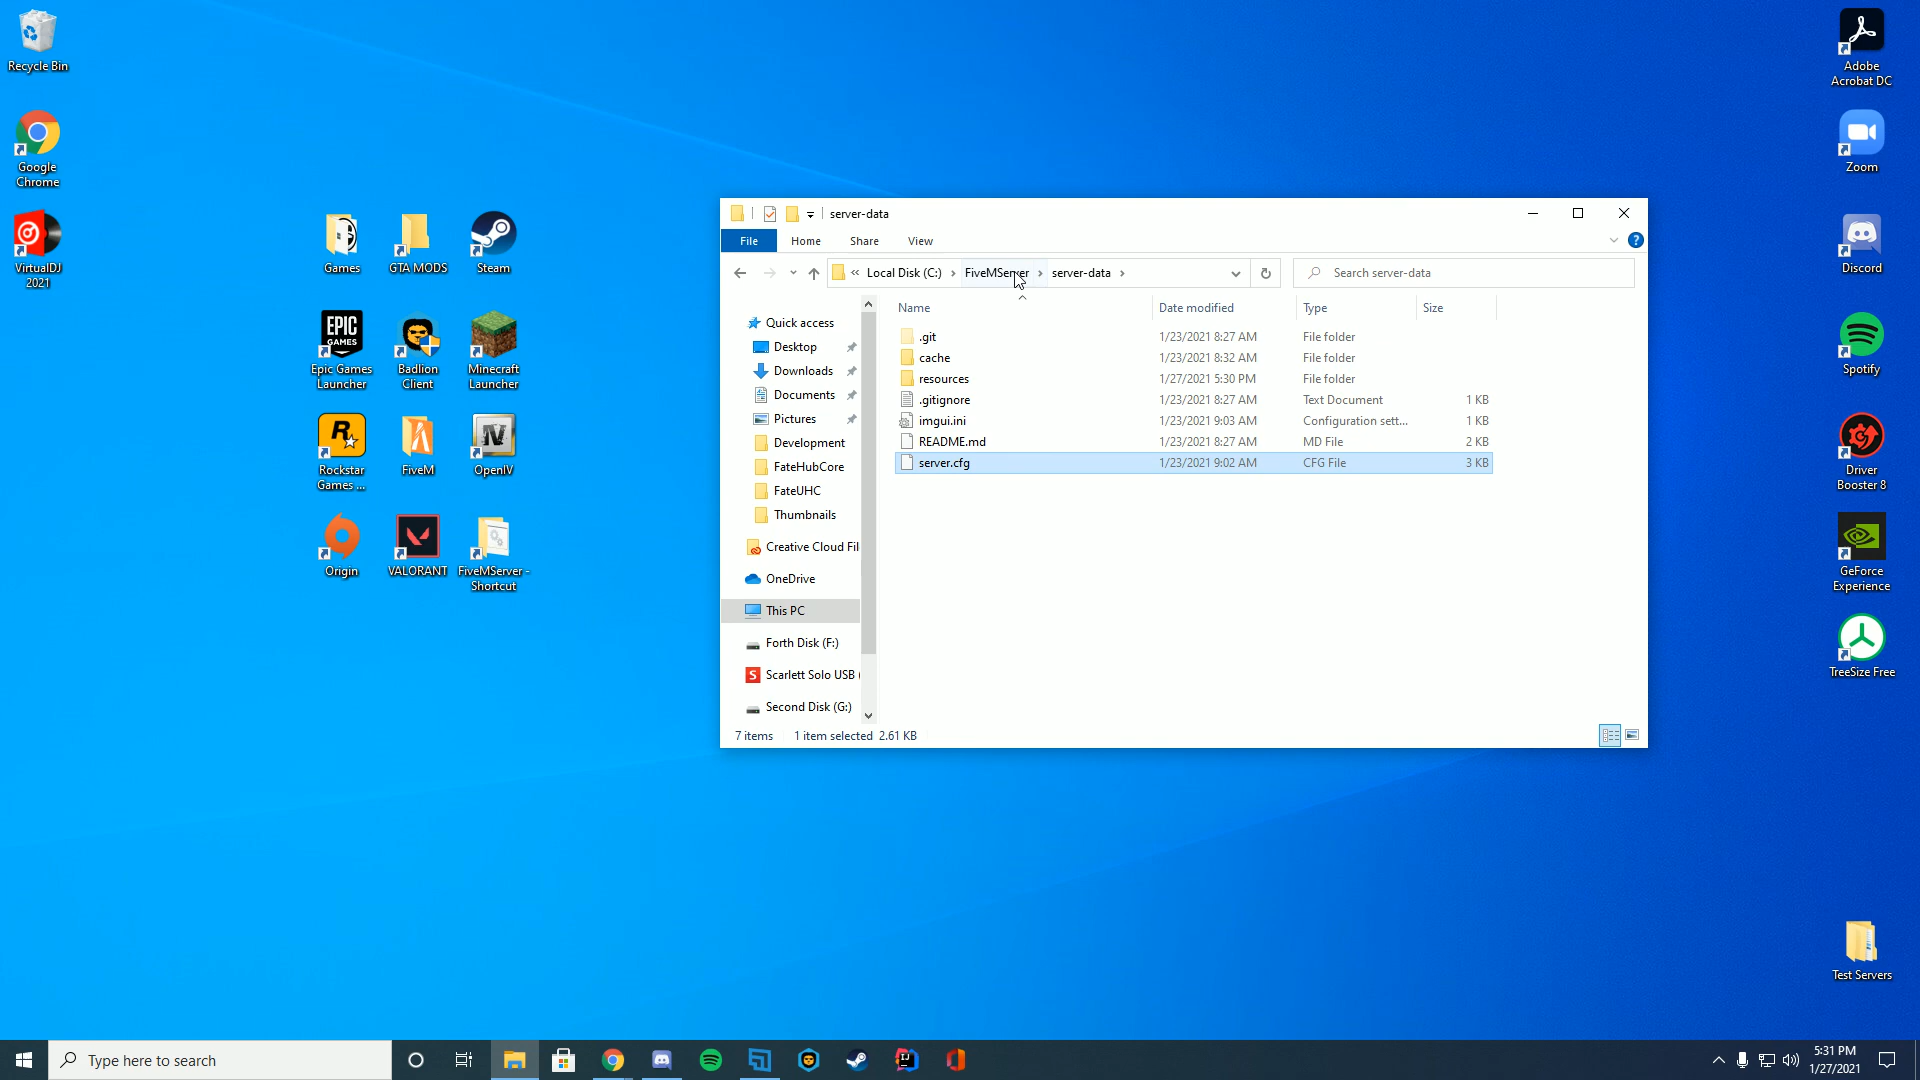 Recycle Bin
Google
Chrome
VirtualDJ
2021
Games
GTA MODS
Steam
EPIC
GAMES
Epic Games
Launcher
Badlion
Client
Minecraft
Launcher
Rockstar
Games ...
FiveM
OpenIV
Origin
VALORANT
FiveMServer -
Shortcut
server-data
File
Home
Share
View
?
« Local Disk (C:) › FiveMServer › server-data ›
Search server-data
Quick access
Desktop
Downloads
Documents
Pictures
Development
FateHubCore
FateUHC
Thumbnails
Creative Cloud Fil
OneDrive
This PC
Forth Disk (F:)
S
Scarlett Solo USB (
Second Disk (G:)
Name Date modified Type Size
.git 1/23/2021 8:27 AM File folder
cache 1/23/2021 8:32 AM File folder
resources 1/27/2021 5:30 PM File folder
.gitignore 1/23/2021 8:27 AM Text Document 1 KB
imgui.ini 1/23/2021 9:03 AM Configuration sett... 1 KB
README.md 1/23/2021 8:27 AM MD File 2 KB
server.cfg 1/23/2021 9:02 AM CFG File 3 KB
7 items 1 item selected 2.61 KB
Adobe
Acrobat DC
Zoom
Discord
Spotify
Driver
Booster 8
GeForce
Experience
TreeSize Free
Test Servers
Type here to search
5:31 PM
1/27/2021